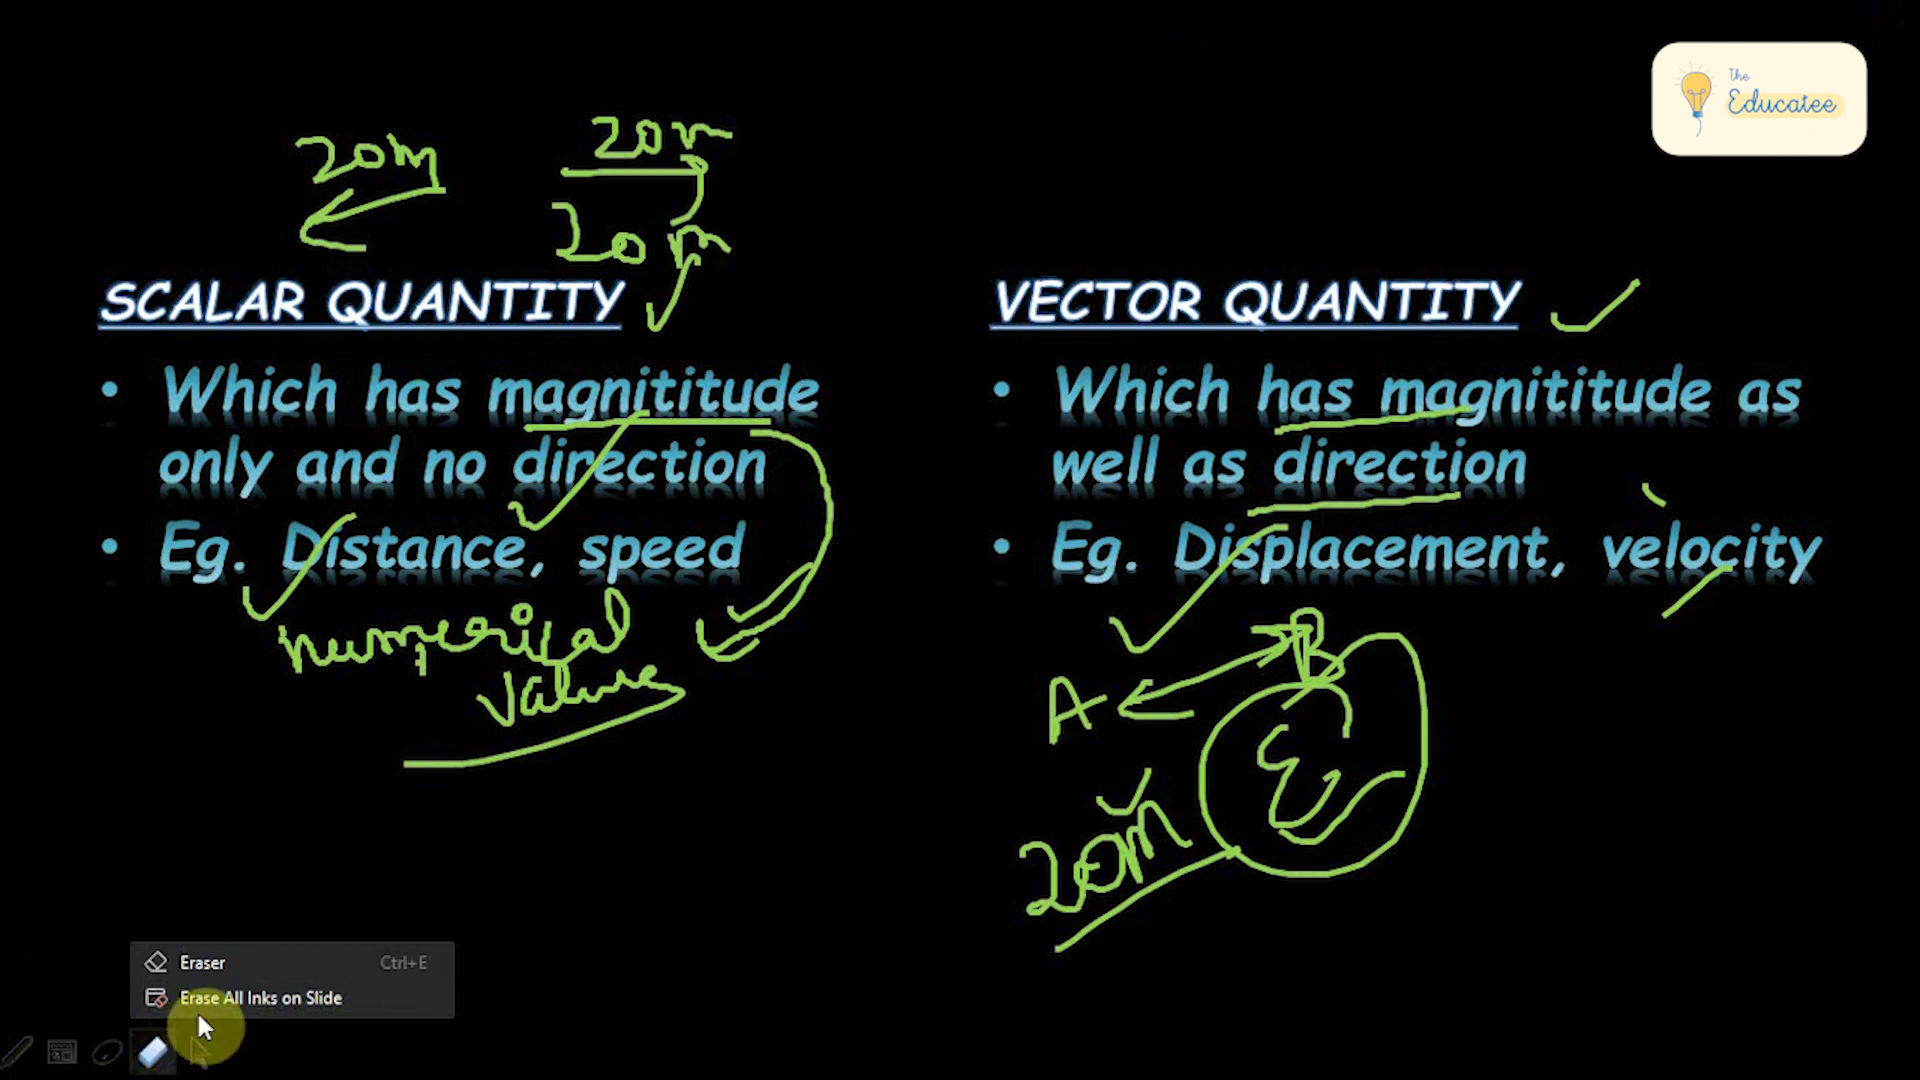 The
Educatee
20m
20m
20m
SCALAR QUANTITY
• Which has magnititude
only and no direction
• Eg. Distance, speed
numerical
value
VECTOR QUANTITY
• Which has magnititude as
well as direction
• Eg. Displacement, velocity
B
A
20m
Eraser Ctrl+E
Erase All Inks on Slide